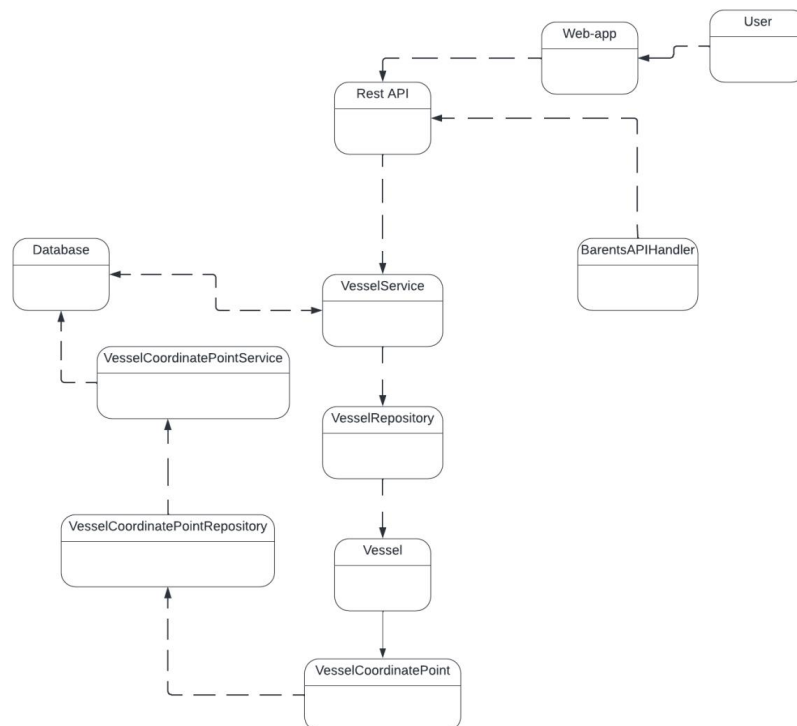 User
Web-app
Rest API
Database
BarentsAPIHandler
VesselService
VesselCoordinatePointService
VesselRepository
VesselCoordinatePointRepository
Vessel
VesselCoordinatePoint